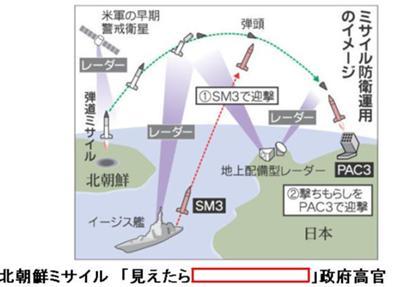 ミサイル防衛運用
のイメージ
米軍の早期
警戒衛星
弾頭
レーダー
①SM3で迎撃
レーダー
レーダー
弾道ミサイル
北朝鮮
地上配備型レーダー
PAC3
SM3
②撃ちもらしを
PAC3で迎撃
イージス艦
日本
北朝鮮ミサイル 「見えたら 」政府高官